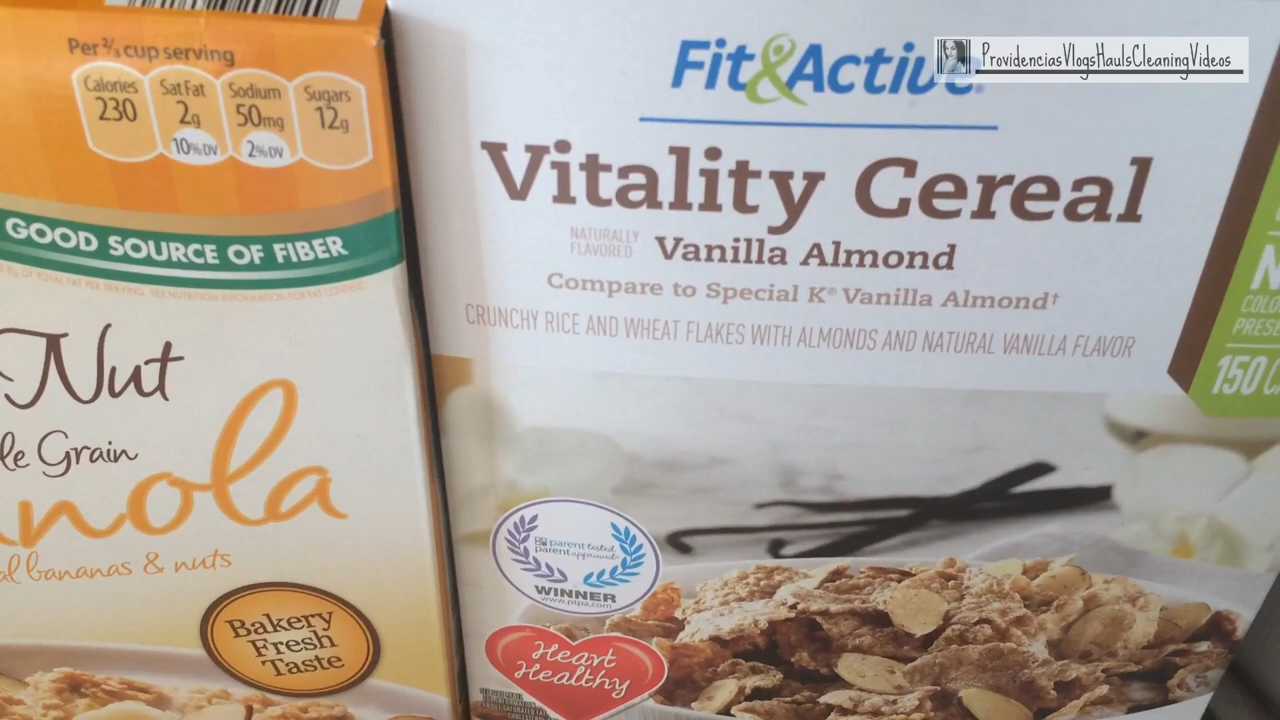 Per ⅔ cup serving
Calories
230
Sat Fat
2g
10% DV
Sodium
50mg
2% DV
Sugars
12g
GOOD SOURCE OF FIBER
Nut
le Grain
nola
al bananas & nuts
Bakery
Fresh
Taste
Fit&Active
ProvidenciasVlogsHaulsCleaningVideos
Vitality Cereal
NATURALLY
FLAVORED
Vanilla Almond
Compare to Special K® Vanilla Almond†
CRUNCHY RICE AND WHEAT FLAKES WITH ALMONDS AND NATURAL VANILLA FLAVOR
N
COLO
PRES
150 C
parent tested
parent approved
WINNER
www.ptpa.com
Heart
Healthy